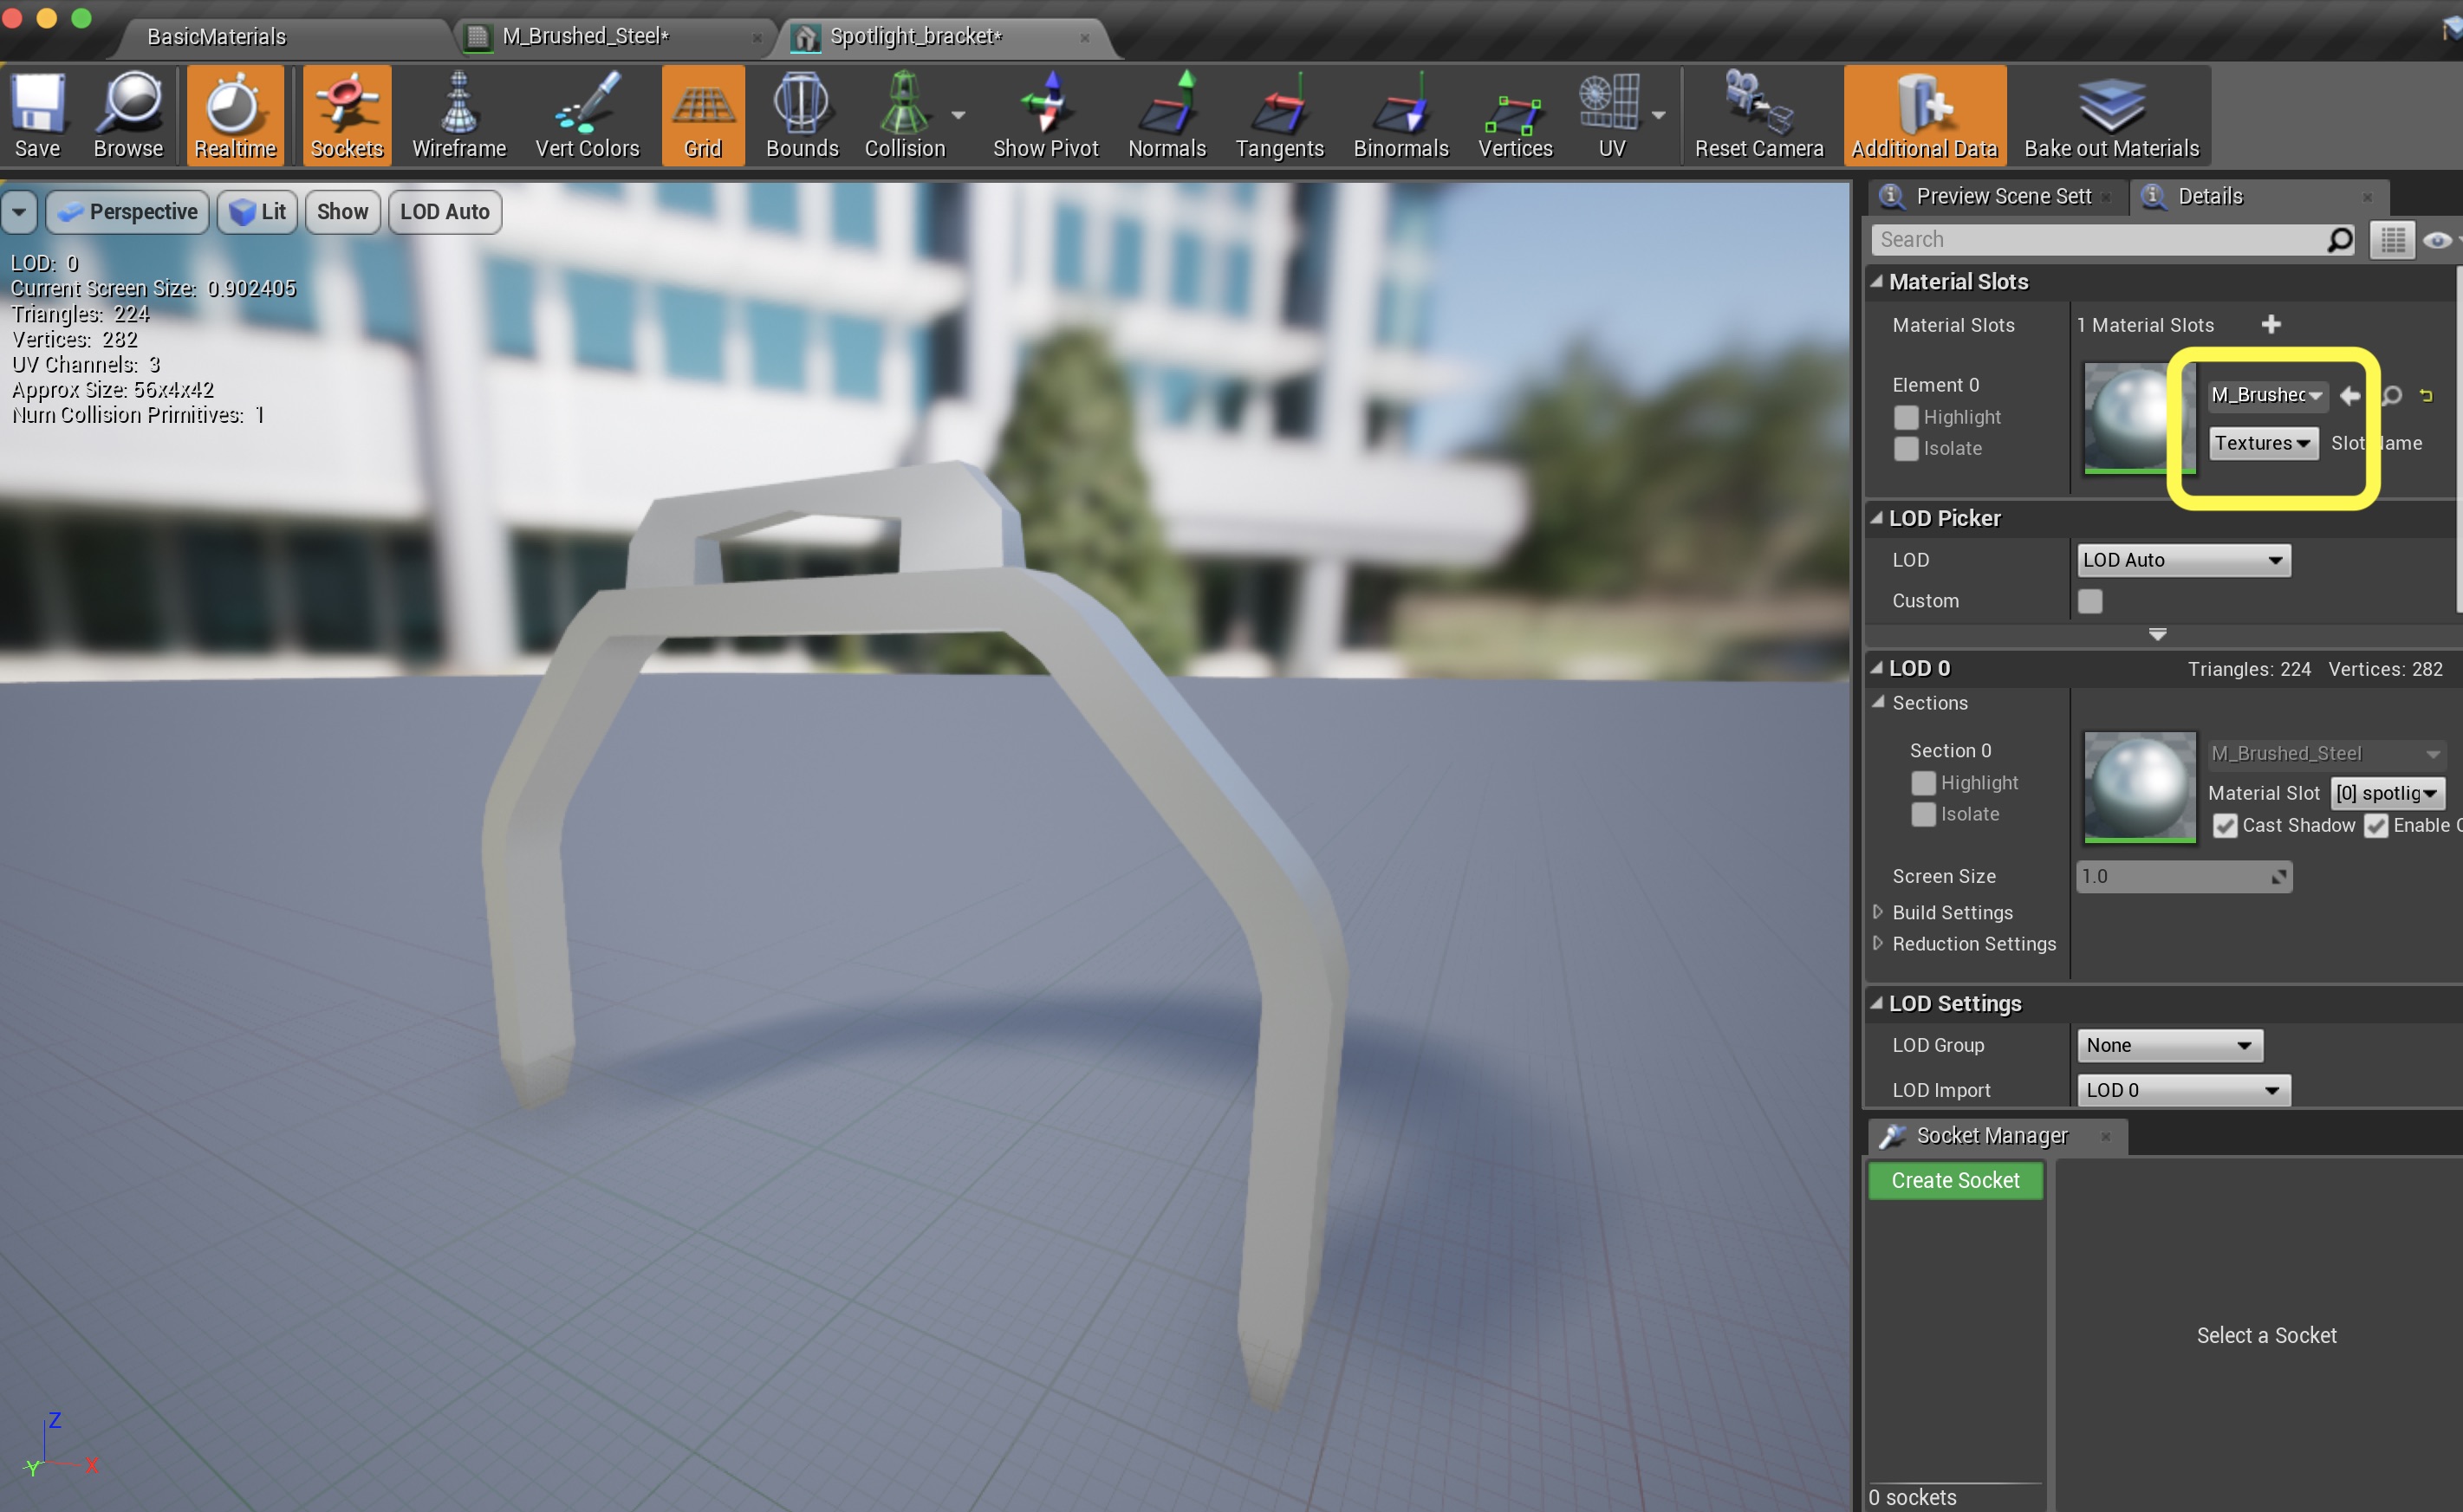 BasicMaterials
M_Brushed_Steel*
Spotlight_bracket*
Save
Browse
Realtime
Sockets
Wireframe
Vert Colors
Grid
Bounds
Collision
Show Pivot
Normals
Tangents
Binormals
Vertices
UV
Reset Camera
Additional Data
Bake out Materials
Perspective
Lit
Show
LOD Auto
LOD: 0
Current Screen Size: 0.902405
Triangles: 224
Vertices: 282
UV Channels: 3
Approx Size: 56x4x42
Num Collision Primitives: 1
Z
Y
X
Preview Scene Sett
Details
Search
Material Slots
Material Slots
1 Material Slots
Element 0
Highlight
Isolate
M_Brushec
Textures
Slot
ame
LOD Picker
LOD
LOD Auto
Custom
LOD 0
Triangles: 224
Vertices: 282
Sections
Section 0
Highlight
Isolate
M_Brushed_Steel
Material Slot
[0] spotlig
Cast Shadow
Enable C
Screen Size
1.0
Build Settings
Reduction Settings
LOD Settings
LOD Group
None
LOD Import
LOD 0
Socket Manager
Create Socket
Select a Socket
0 sockets